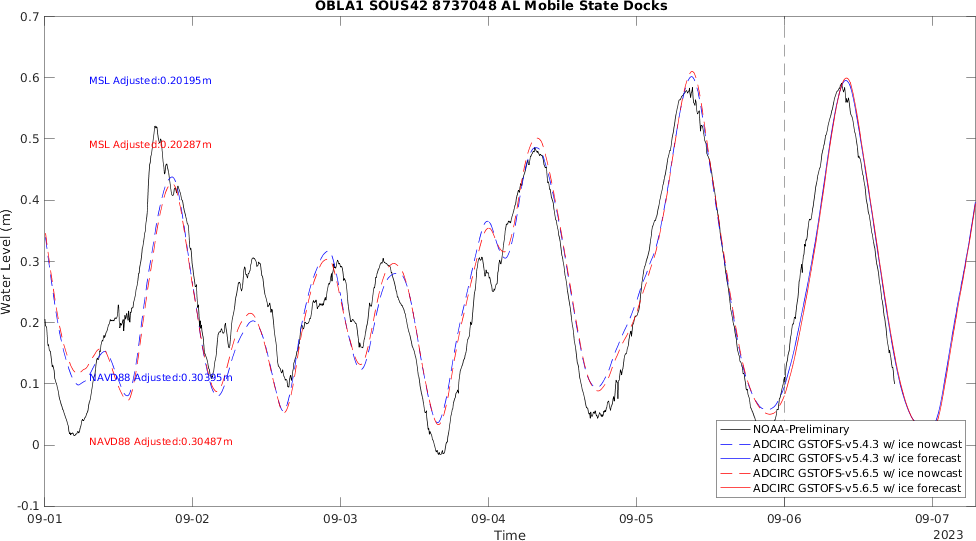 OBLA1 SOUS42 8737048 AL Mobile State Docks
0.7
0.6
0.5
0.4
0.3
0.2
0.1
0
-0.1
Water Level (m)
MSL Adjusted:0.20195m
MSL Adjusted:0.20287m
NAVD88 Adjusted:0.30395m
NAVD88 Adjusted:0.30487m
NOAA-Preliminary
ADCIRC GSTOFS-v5.4.3 w/ ice nowcast
ADCIRC GSTOFS-v5.4.3 w/ ice forecast
ADCIRC GSTOFS-v5.6.5 w/ ice nowcast
ADCIRC GSTOFS-v5.6.5 w/ ice forecast
09-01 09-02 09-03 09-04 09-05 09-06 09-07
Time
2023